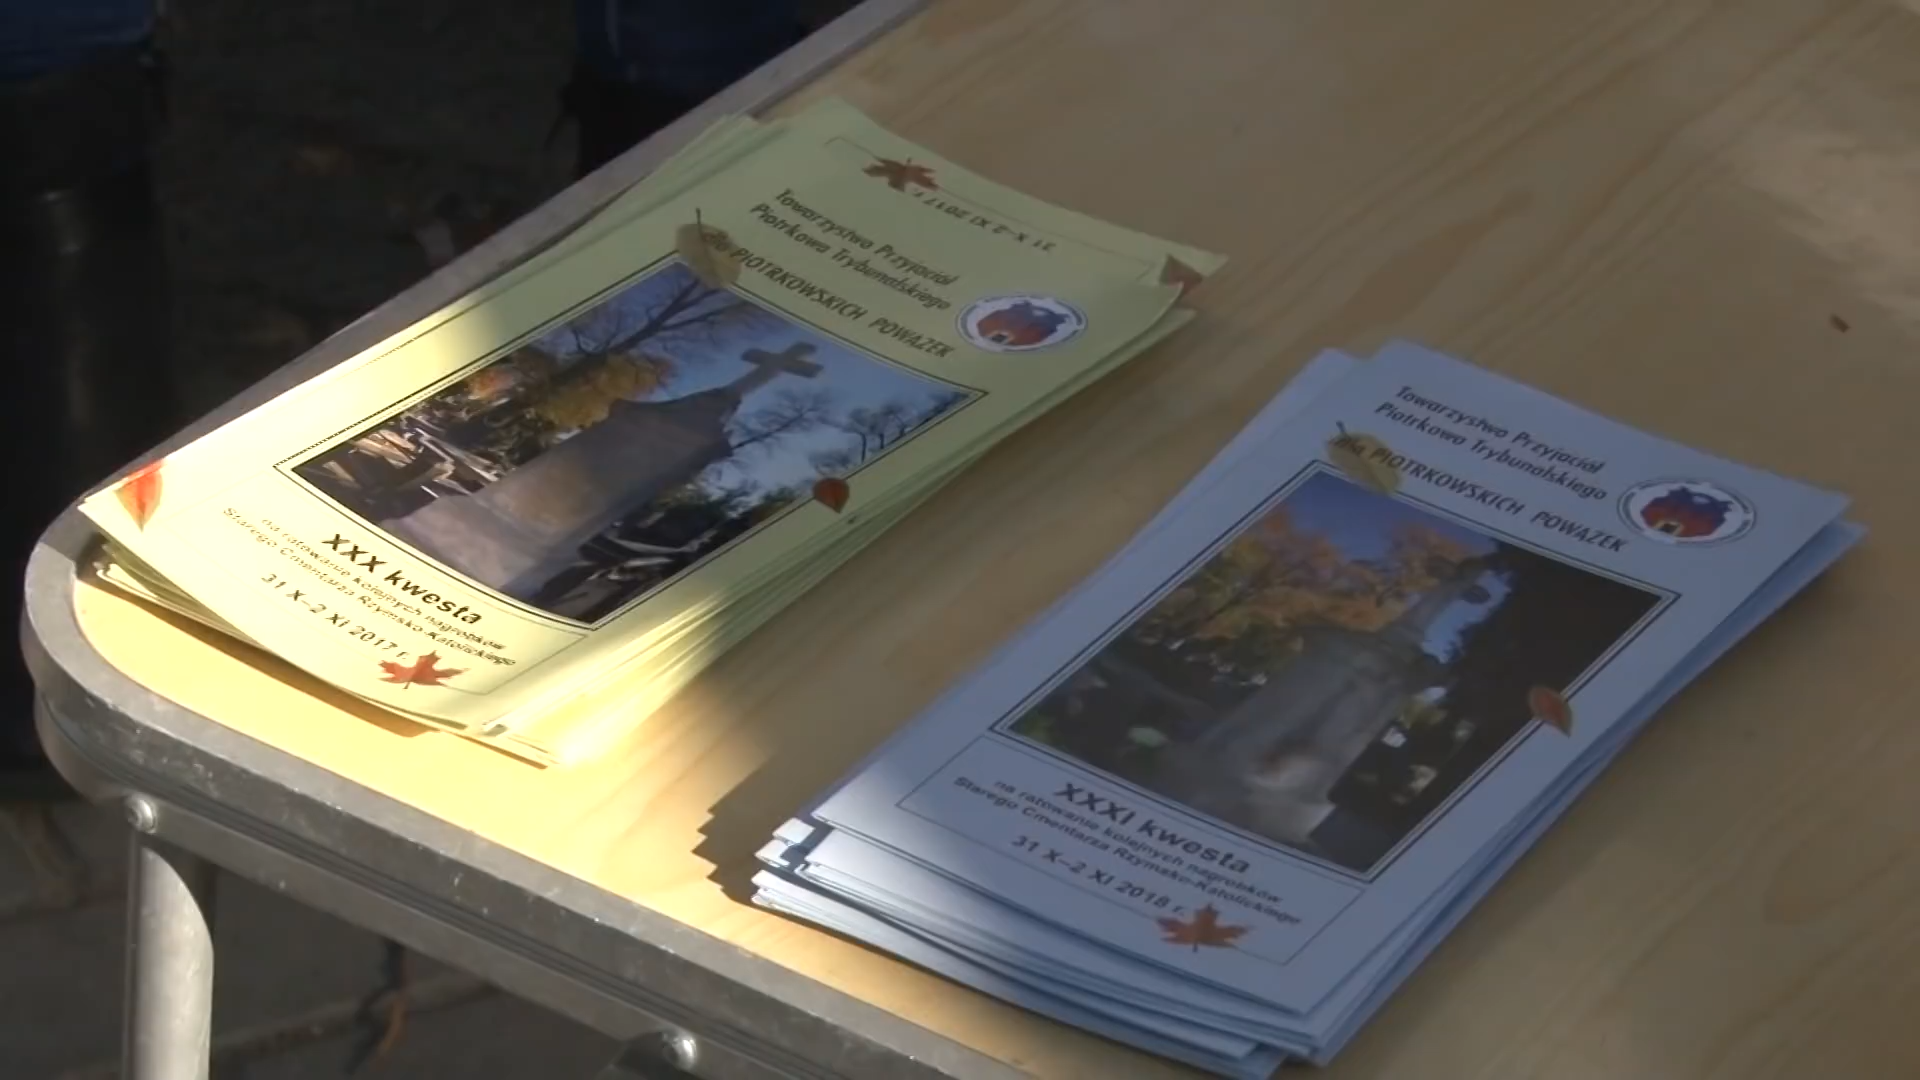 31 X–2 XI 2017 r.
Towarzystwo Przyjaciół
Piotrkowa Trybunalskiego
dla PIOTRKOWSKICH POWĄZEK
XXX kwesta
na ratowanie kolejnych nagrobków
Starego Cmentarza Rzymsko-Katolickiego
31 X–2 XI 2017 r.
Towarzystwo Przyjaciół
Piotrkowa Trybunalskiego
dla PIOTRKOWSKICH POWĄZEK
XXXI kwesta
na ratowanie kolejnych nagrobków
Starego Cmentarza Rzymsko-Katolickiego
31 X–2 XI 2018 r.